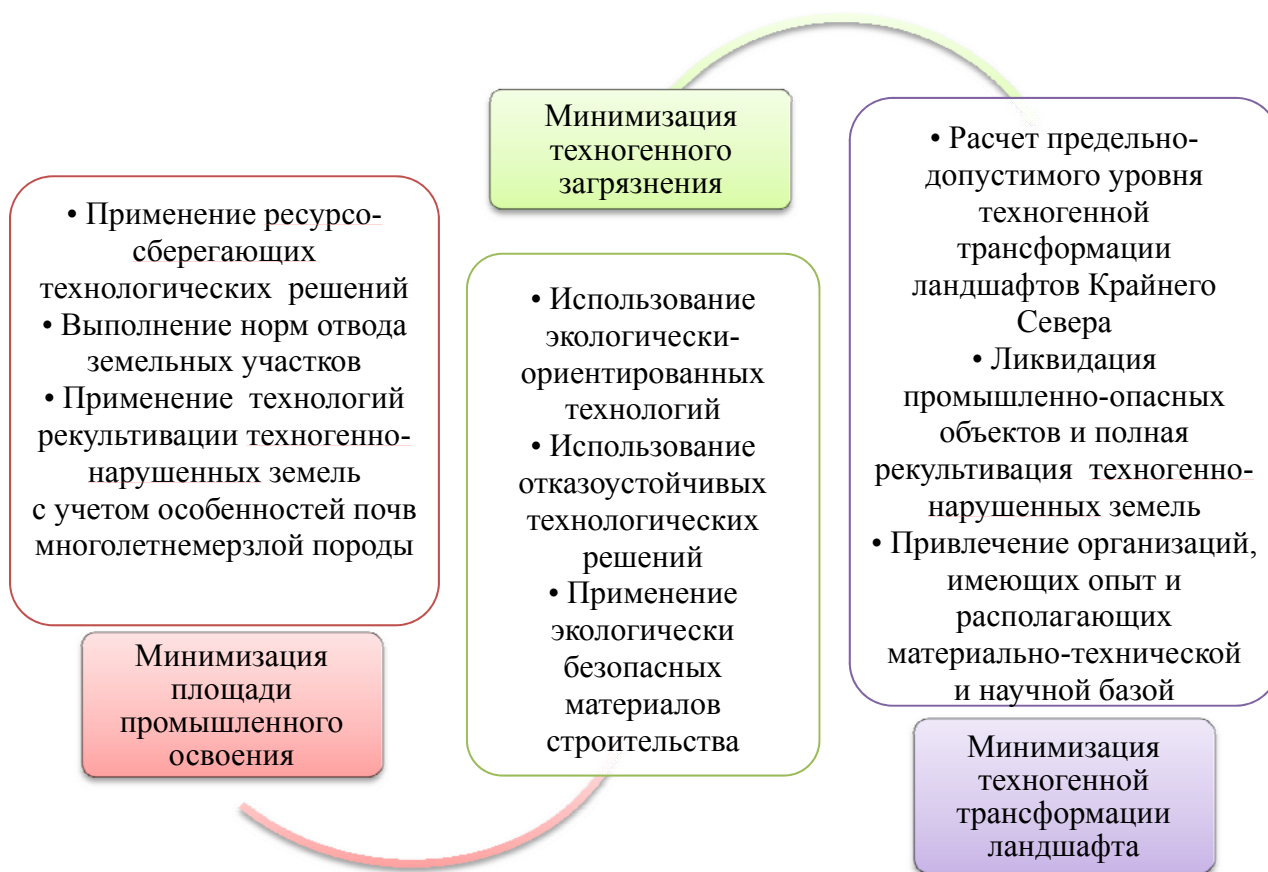 • Применение ресурсо-
сберегающих
технологических решений
• Выполнение норм отвода
земельных участков
• Применение технологий
рекультивации техногенно-
нарушенных земель
с учетом особенностей почв
многолетнемерзлой породы
Минимизация
площади
промышленного
освоения
Минимизация
техногенного
загрязнения
• Использование
экологически-
ориентированных
технологий
• Использование
отказоустойчивых
технологических
решений
• Применение
экологически
безопасных
материалов
строительства
• Расчет предельно-
допустимого уровня
техногенной
трансформации
ландшафтов Крайнего
Севера
• Ликвидация
промышленно-опасных
объектов и полная
рекультивация техногенно-
нарушенных земель
• Привлечение организаций,
имеющих опыт и
располагающих
материально-технической
и научной базой
Минимизация
техногенной
трансформации
ландшафта